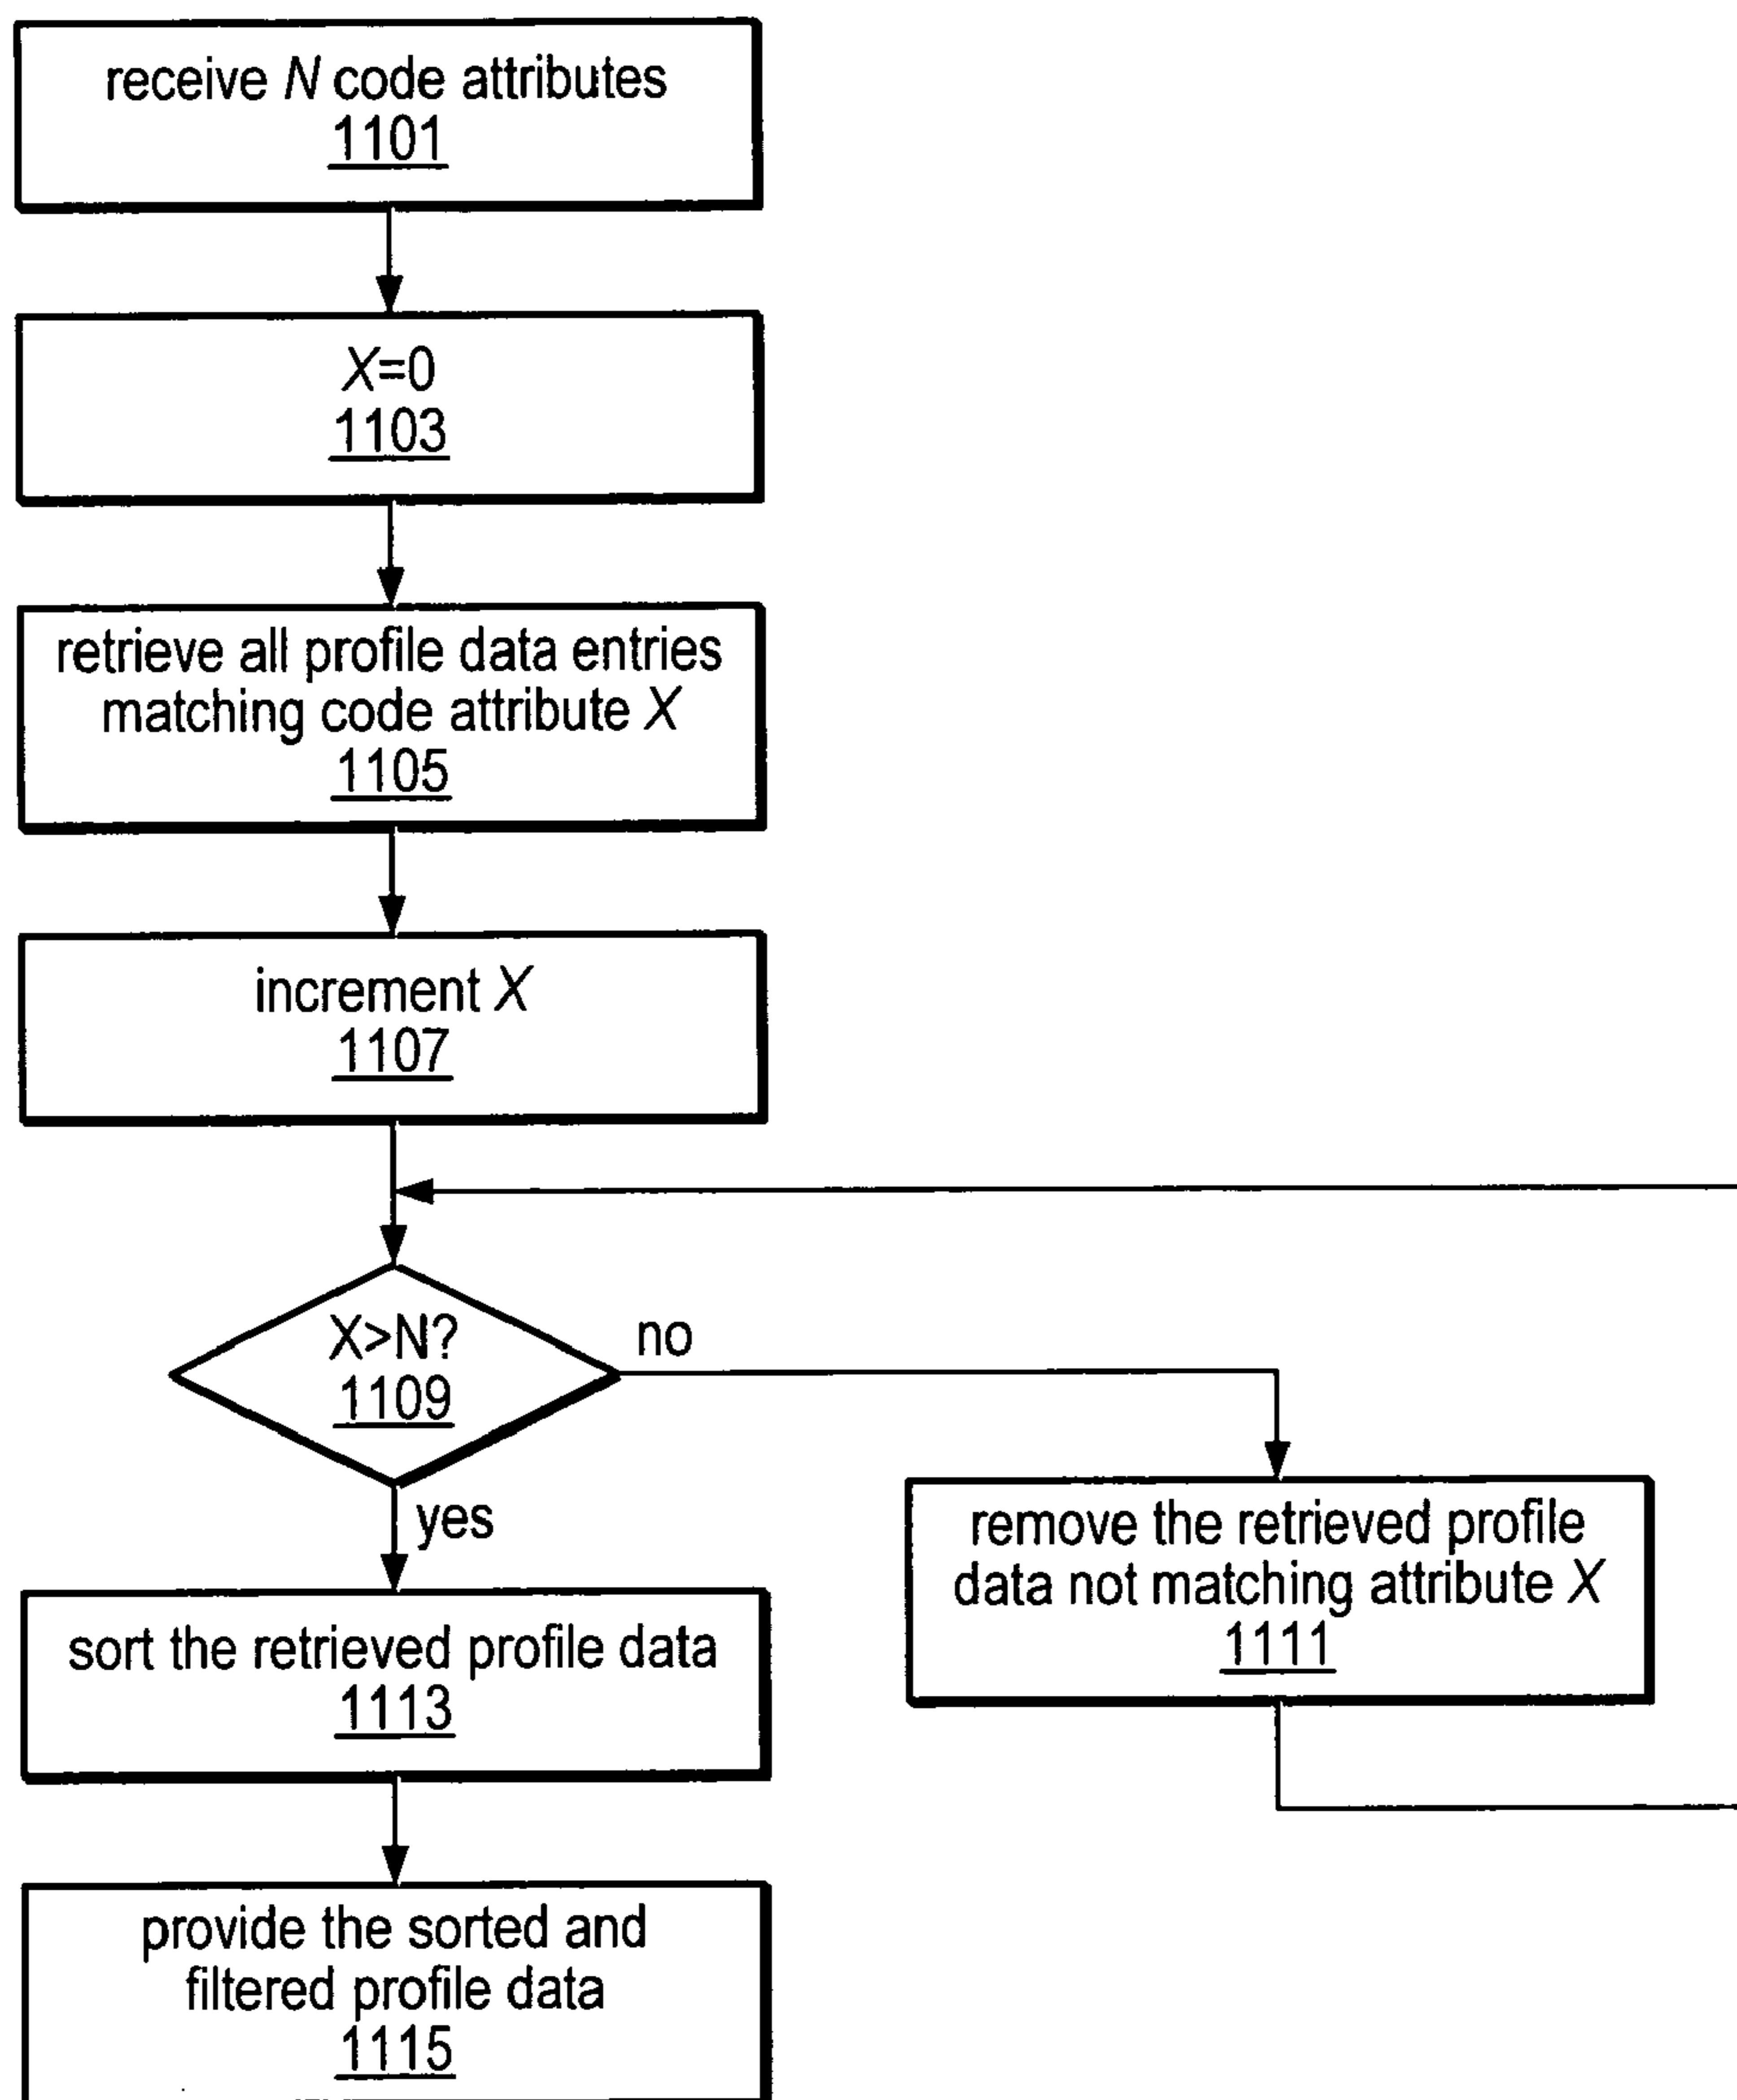 receive N code attributes
1101
X=0
1103
retrieve all profile data entries
matching code attribute X
1105
increment X
1107
X>N?
1109
no
yes
remove the retrieved profile
data not matching attribute X
1111
sort the retrieved profile data
1113
provide the sorted and
filtered profile data
1115